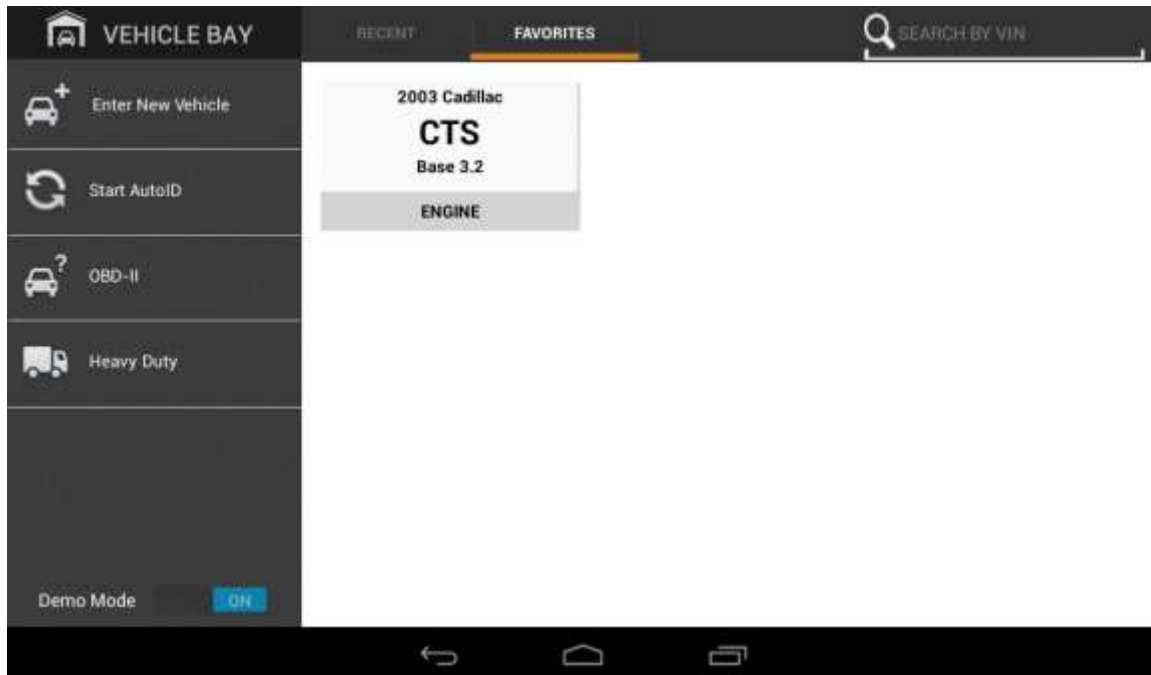 VEHICLE BAY
RECENT
FAVORITES
SEARCH BY VIN
Enter New Vehicle
Start AutoID
OBD-II
Heavy Duty
Demo Mode
ON
2003 Cadillac
CTS
Base 3.2
ENGINE